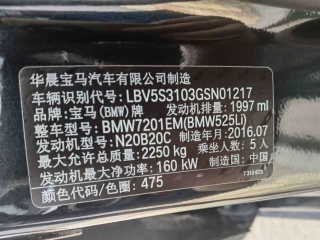 华晨宝马汽车有限公司制造
车辆识别代号: LBV5S3103GSN01217
品牌: 宝马(BMW)牌 发动机排量: 1997 ml
整车型号: BMW7201EM(BMW525Li)
发动机型号: N20B20C 制造年月: 2016.07
最大允许总质量: 2250 kg 乘坐人数: 5 人
发动机最大净功率: 160 kW 制造国: 中国
颜色代码/色圈: 475